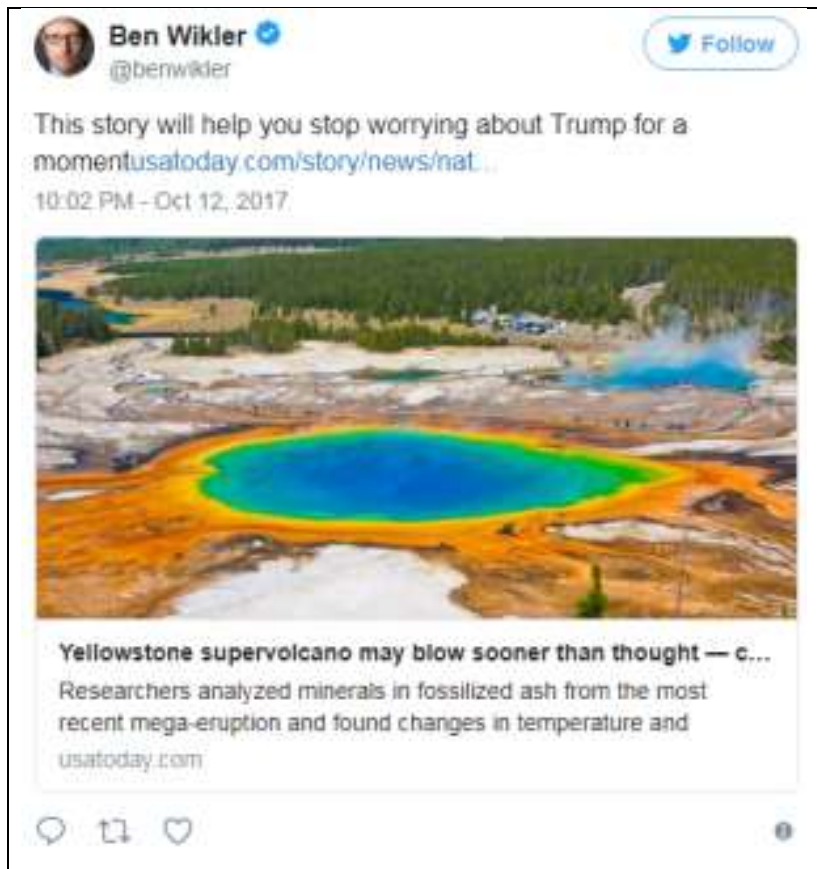 Ben Wikler
Follow
@benwikler
This story will help you stop worrying about Trump for a
momentusatoday.com/story/news/nat...
10:02 PM - Oct 12, 2017
Yellowstone supervolcano may blow sooner than thought — c...
Researchers analyzed minerals in fossilized ash from the most
recent mega-eruption and found changes in temperature and
usatoday.com